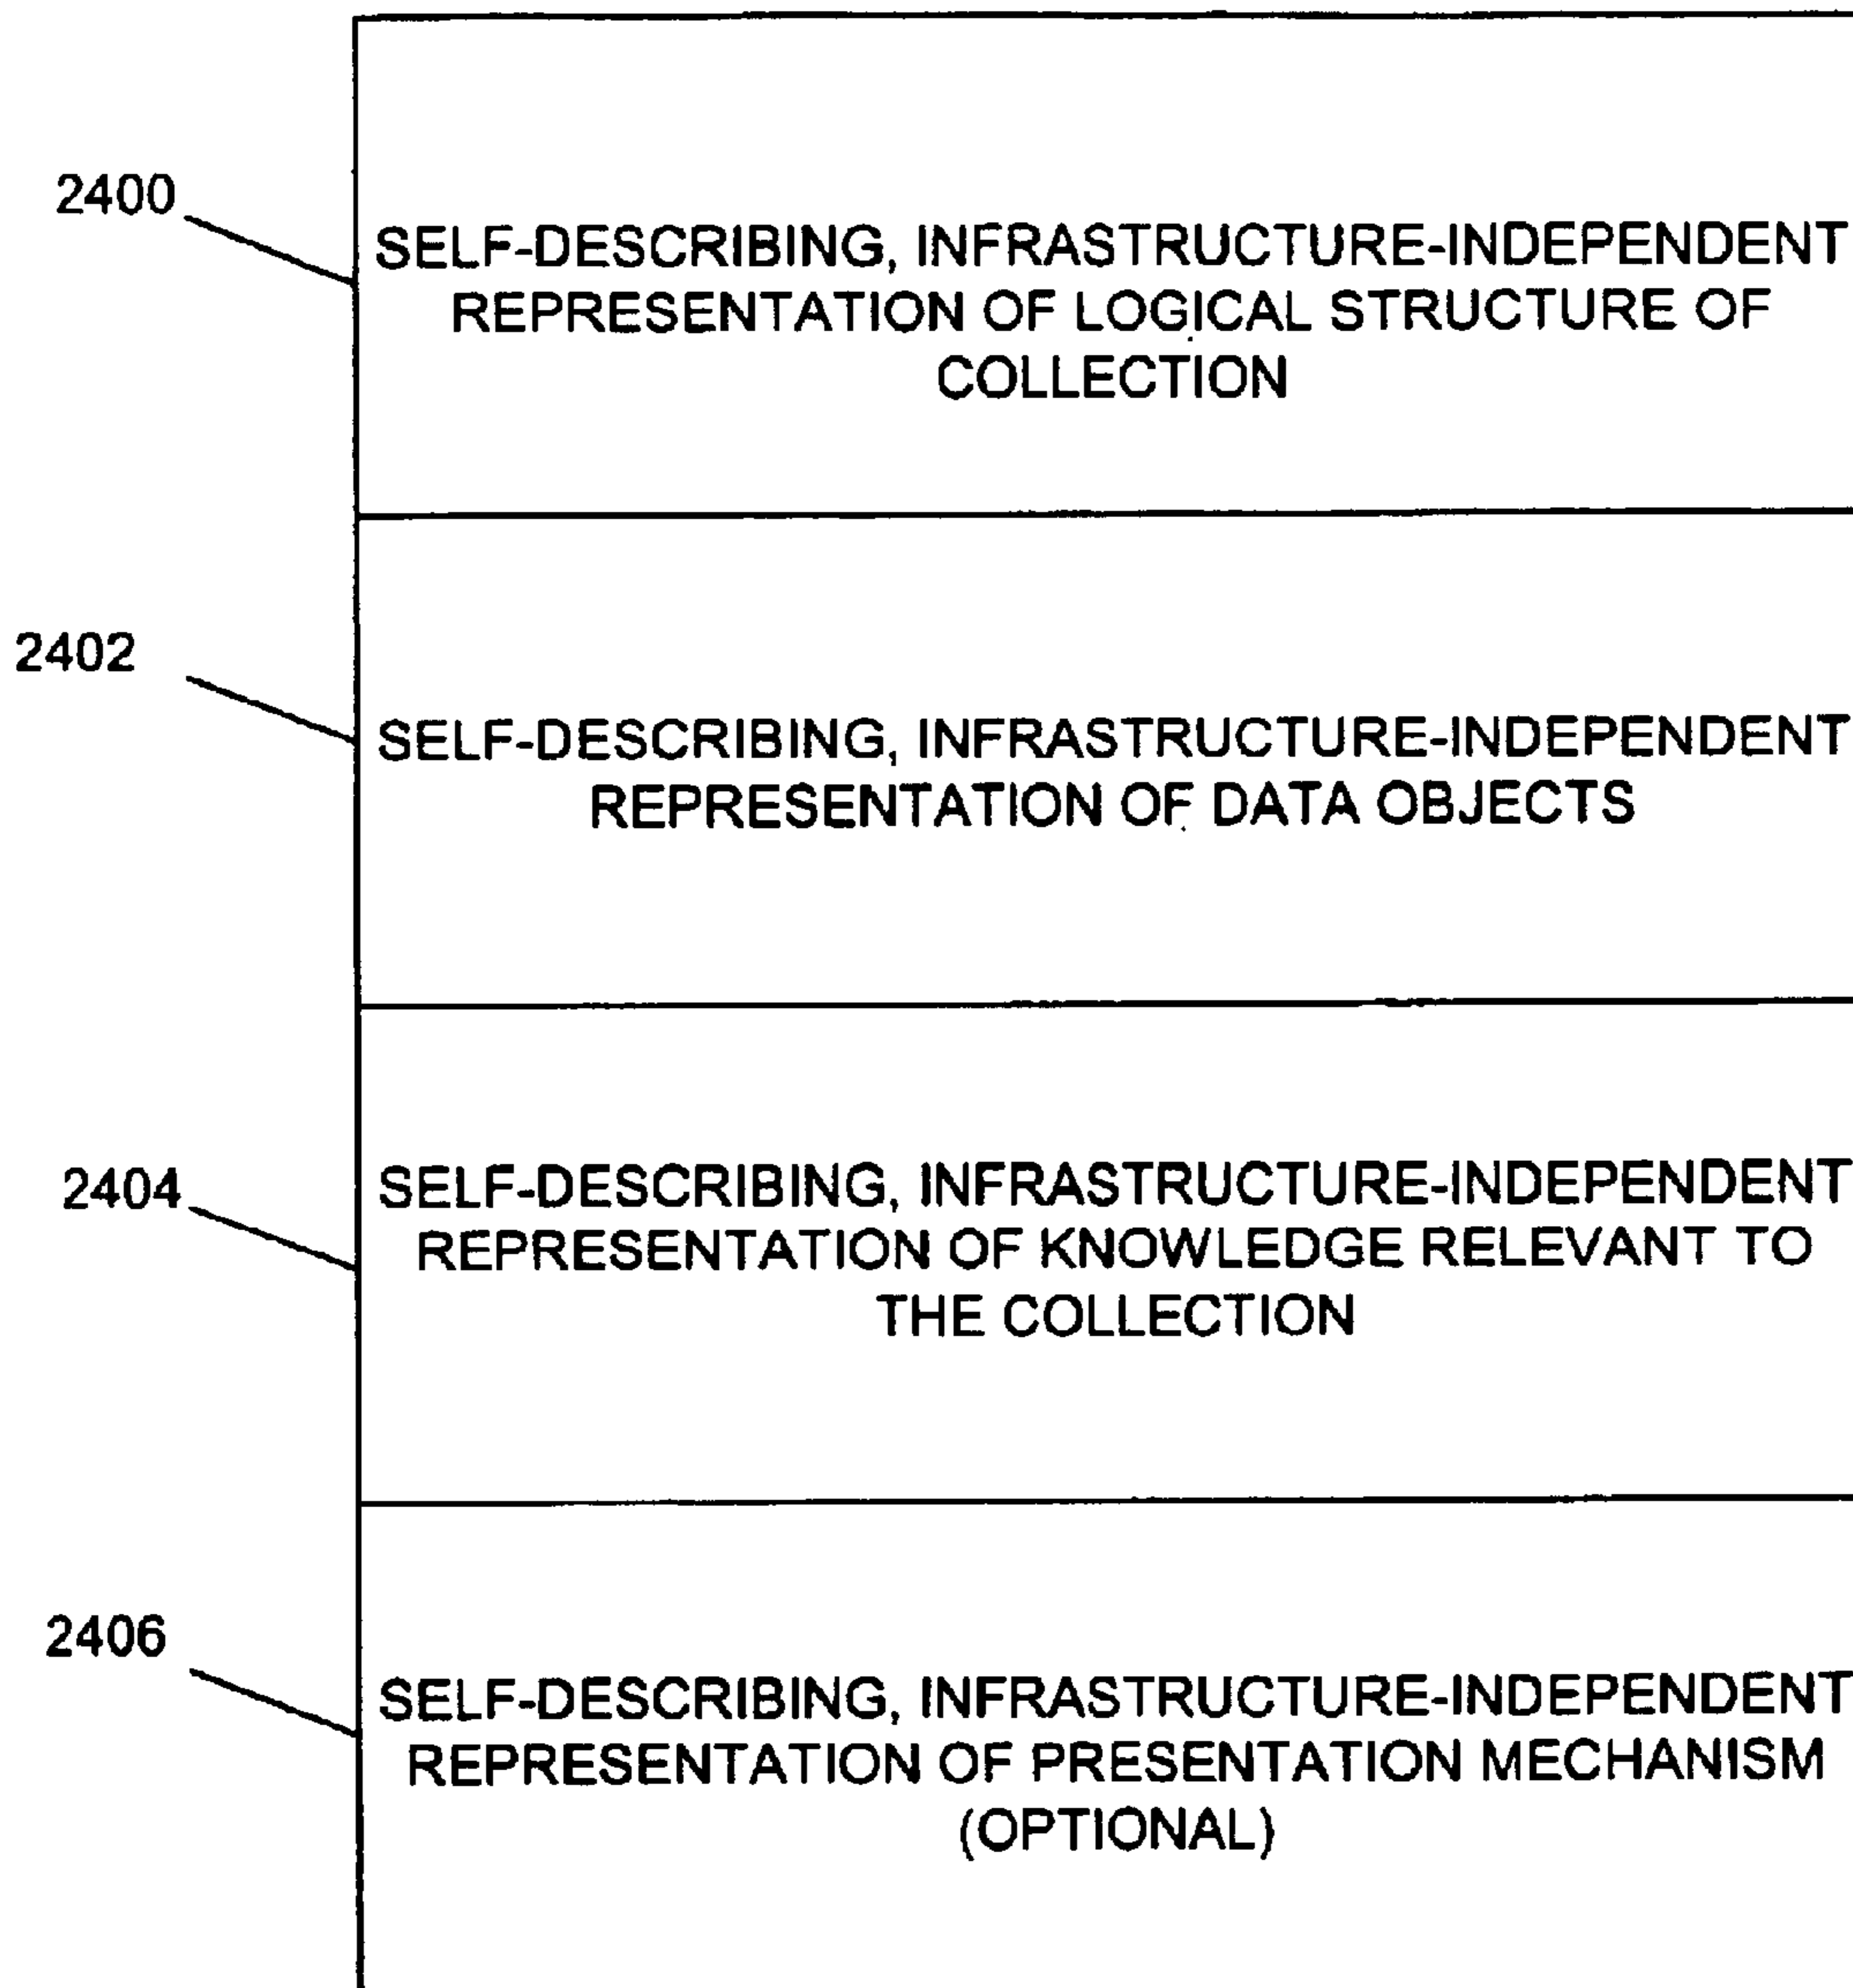 2400
SELF-DESCRIBING, INFRASTRUCTURE-INDEPENDENT
REPRESENTATION OF LOGICAL STRUCTURE OF
COLLECTION
2402
SELF-DESCRIBING, INFRASTRUCTURE-INDEPENDENT
REPRESENTATION OF DATA OBJECTS
2404
SELF-DESCRIBING, INFRASTRUCTURE-INDEPENDENT
REPRESENTATION OF KNOWLEDGE RELEVANT TO
THE COLLECTION
2406
SELF-DESCRIBING, INFRASTRUCTURE-INDEPENDENT
REPRESENTATION OF PRESENTATION MECHANISM
(OPTIONAL)